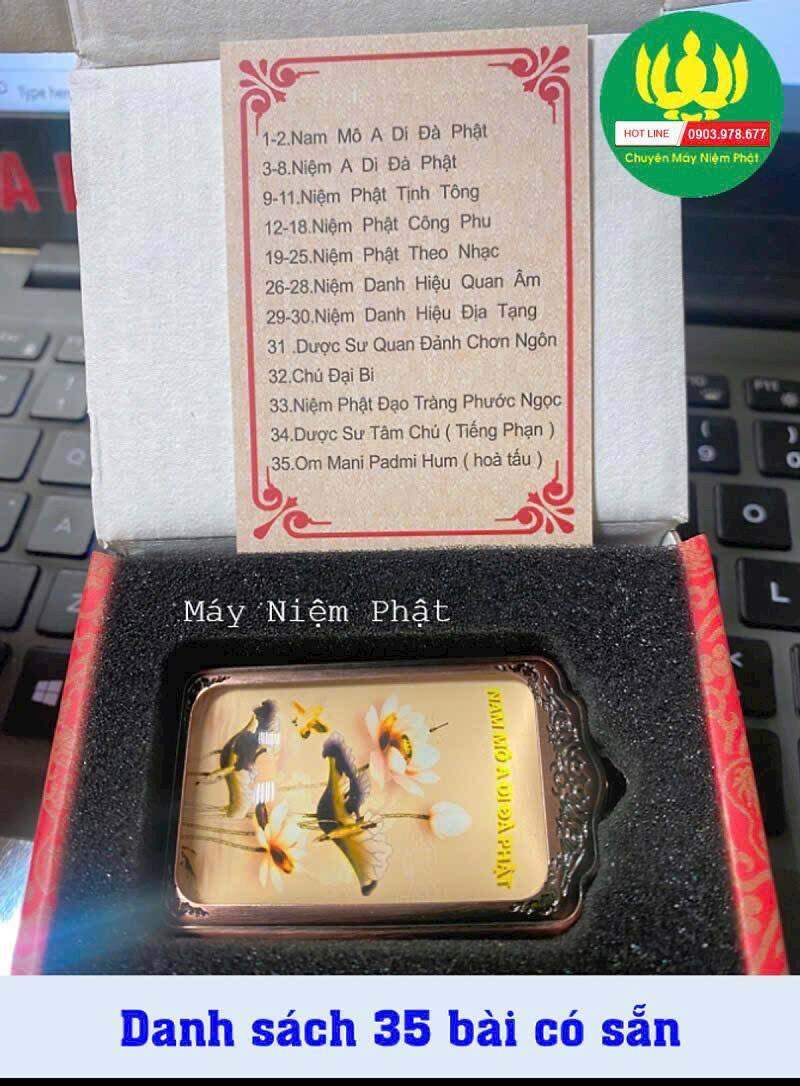 HOT LINE 0903.978.677
Chuyên Máy Niệm Phật
1-2.Nam Mô A Di Đà Phật
3-8.Niệm A Di Đà Phật
9-11.Niệm Phật Tịnh Tông
12-18.Niệm Phật Công Phu
19-25.Niệm Phật Theo Nhạc
26-28.Niệm Danh Hiệu Quan Âm
29-30.Niệm Danh Hiệu Địa Tạng
31 .Dược Sư Quan Đảnh Chơn Ngôn
32.Chú Đại Bi
33.Niệm Phật Đạo Tràng Phước Ngọc
34.Dược Sư Tâm Chú ( Tiếng Phạn )
35.Om Mani Padmi Hum ( hoà tấu )
Máy Niệm Phật
NAM MÔ A DI ĐÀ PHẬT
Danh sách 35 bài có sẵn